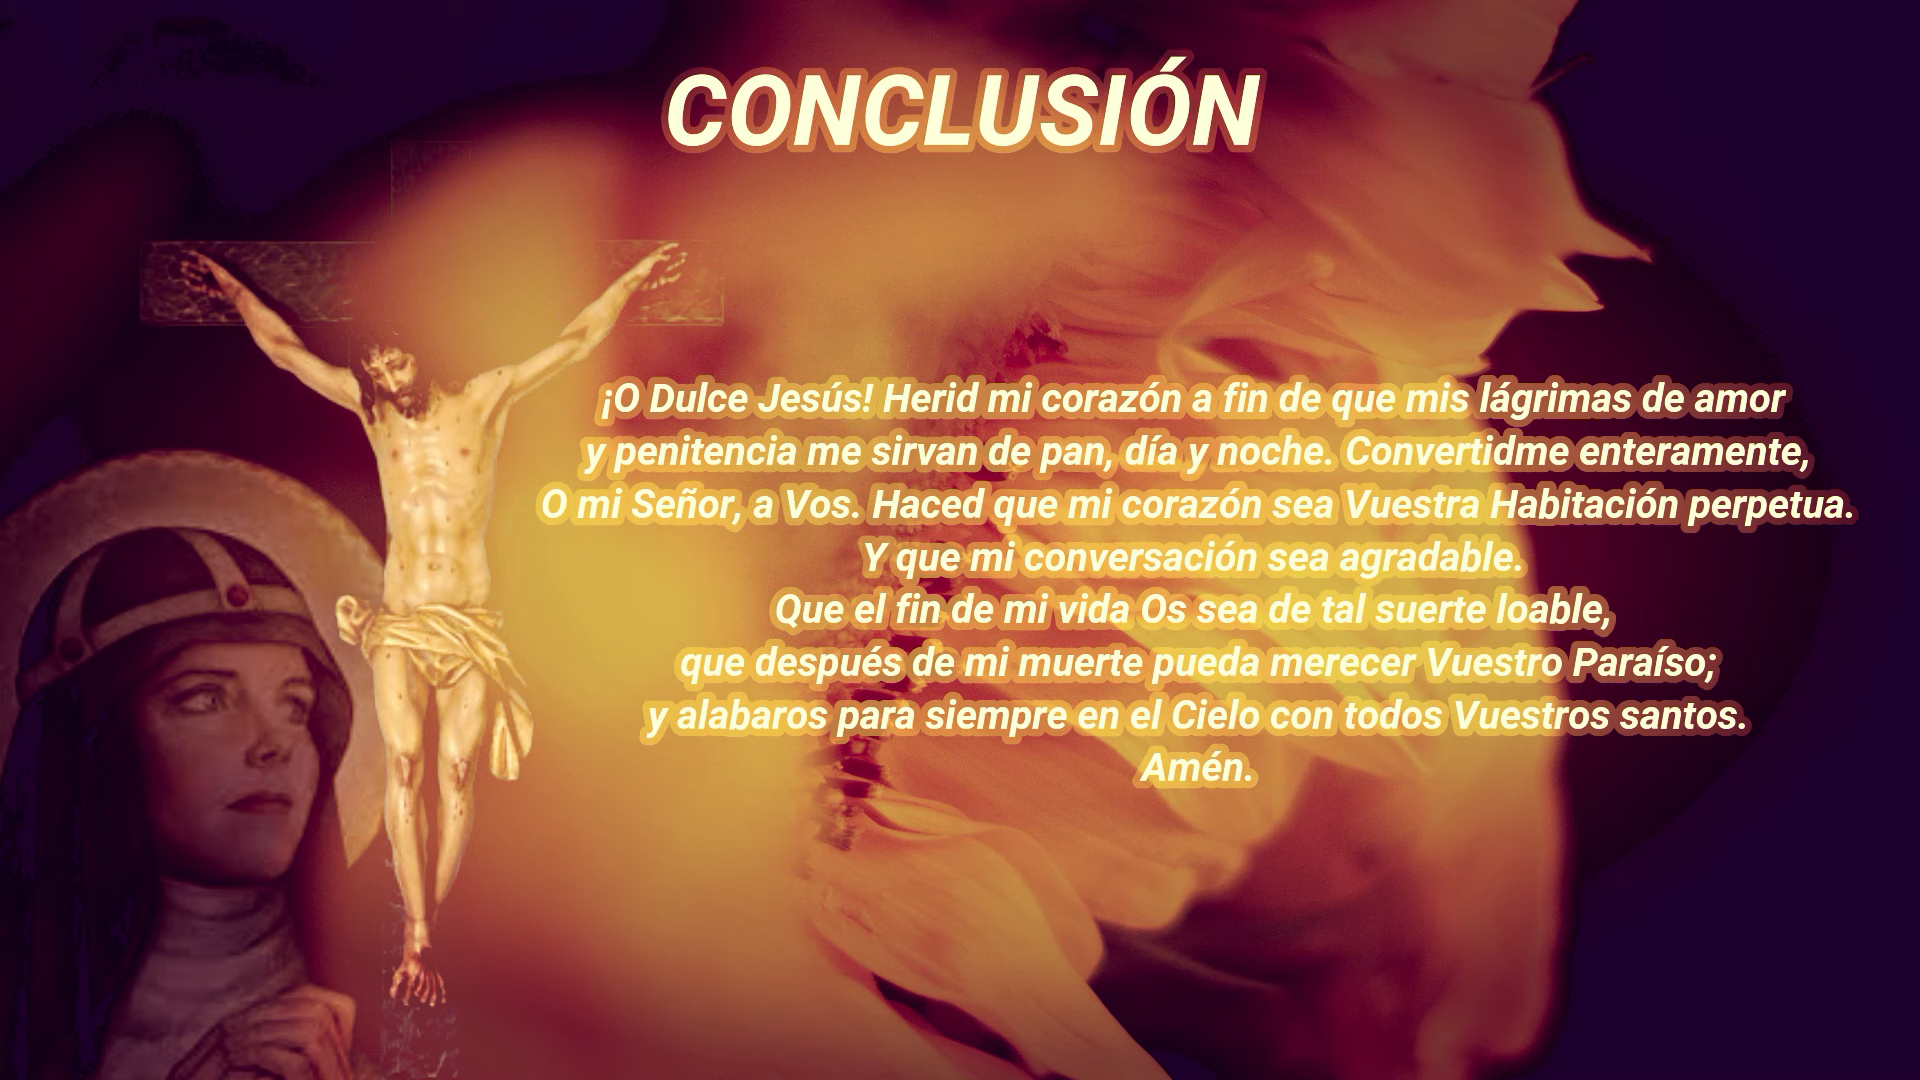 CONCLUSIÓN
¡O Dulce Jesús! Herid mi corazón a fin de que mis lágrimas de amor
y penitencia me sirvan de pan, día y noche. Convertidme enteramente,
O mi Señor, a Vos. Haced que mi corazón sea Vuestra Habitación perpetua.
Y que mi conversación sea agradable.
Que el fin de mi vida Os sea de tal suerte loable,
que después de mi muerte pueda merecer Vuestro Paraíso;
y alabaros para siempre en el Cielo con todos Vuestros santos.
Amén.